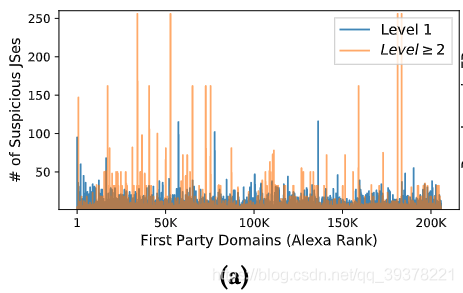 250
200
150
100
50
# of Suspicious JSes
Level 1
Level ≥ 2
1
50K
100K
150K
200K
First Party Domains (Alexa Rank)
(a)
http://blog.csdn.net/qq_39378221